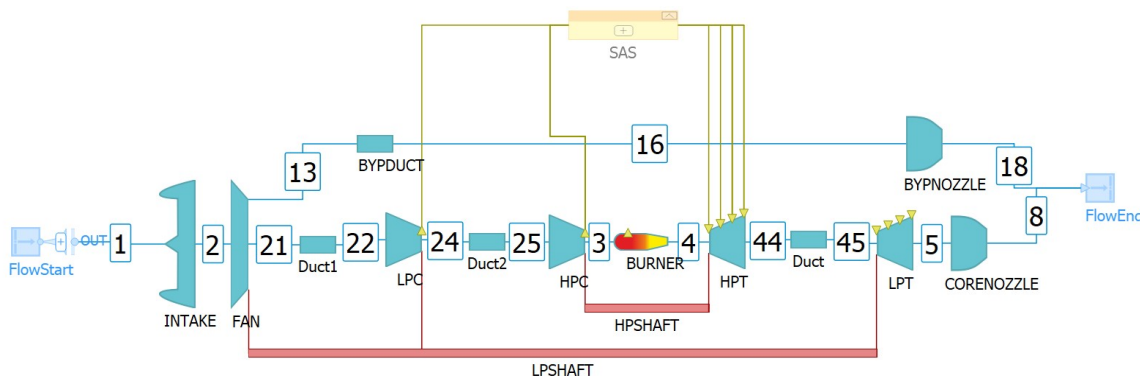 SAS
16
13
BYPDUCT
BYPNOZZLE
18
FlowStart
OUT
1
INTAKE
2
FAN
21
Duct1
22
LPC
24
Duct2
25
HPC
3
BURNER
4
HPT
44
Duct
45
LPT
5
CORENOZZLE
8
FlowEnd
HPSHAFT
LPSHAFT